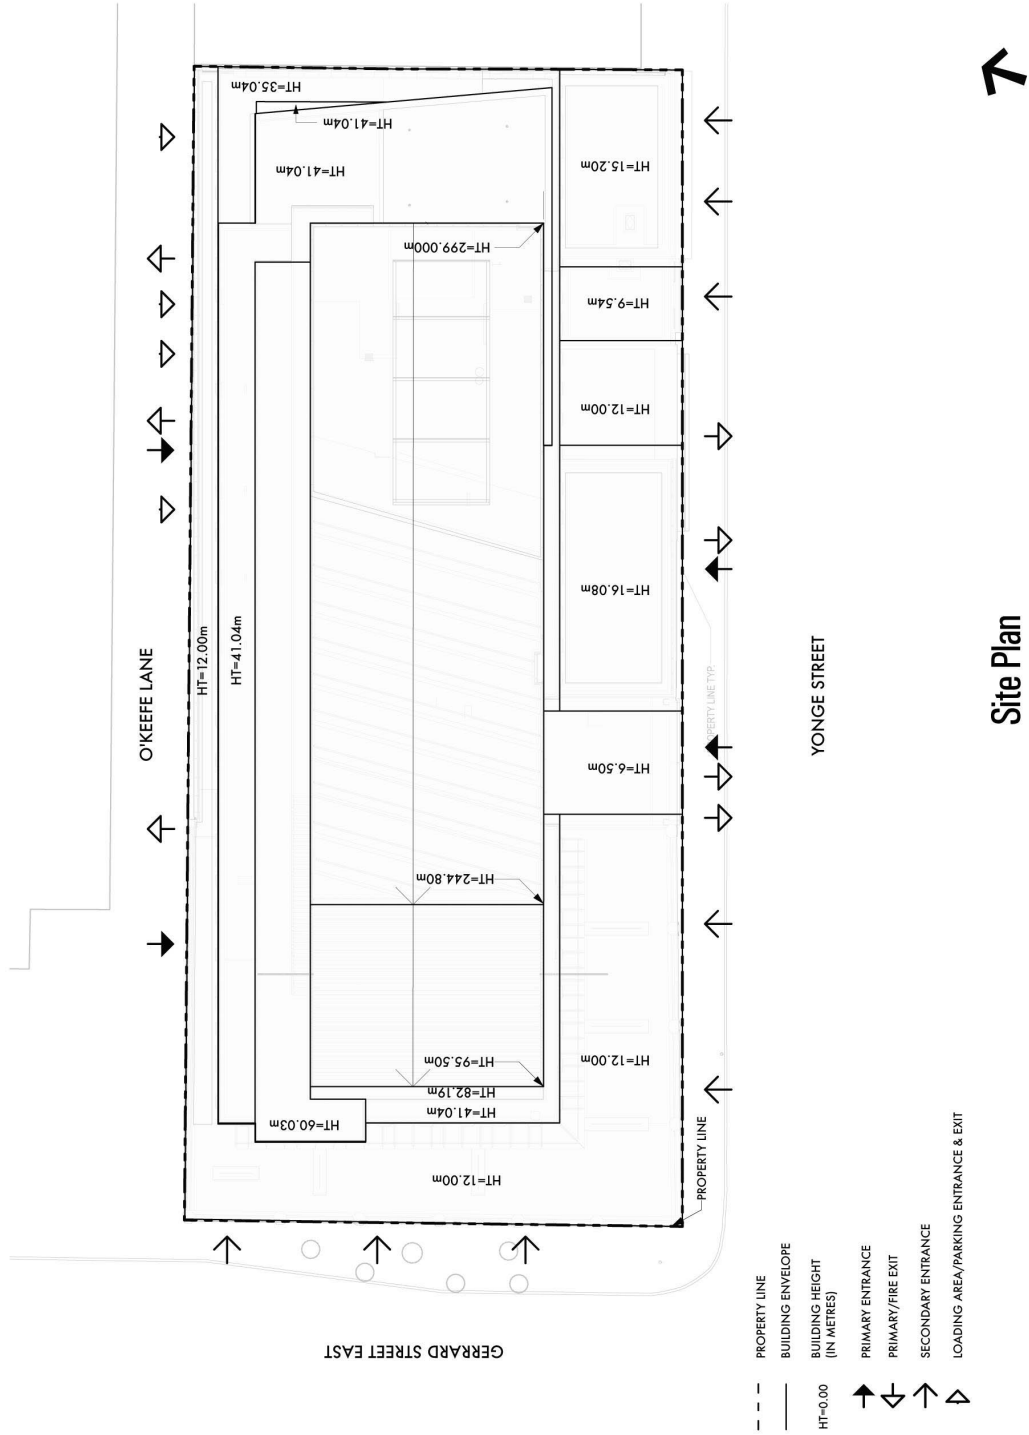 O'KEEFE LANE
HT=12.00m
HT=41.04m
HT=35.04m
HT=41.04m
HT=41.04m
HT=299.000m
HT=15.20m
HT=9.54m
HT=12.00m
HT=16.08m
HT=6.50m
HT=244.80m
HT=95.50m
HT=82.19m
HT=41.04m
HT=60.03m
HT=12.00m
HT=12.00m
PROPERTY LINE
OPERTY LINE TYP.
YONGE STREET
GERRARD STREET EAST
PROPERTY LINE
BUILDING ENVELOPE
HT=0.00
BUILDING HEIGHT
(IN METRES)
PRIMARY ENTRANCE
PRIMARY/FIRE EXIT
SECONDARY ENTRANCE
LOADING AREA/PARKING ENTRANCE & EXIT
Site Plan